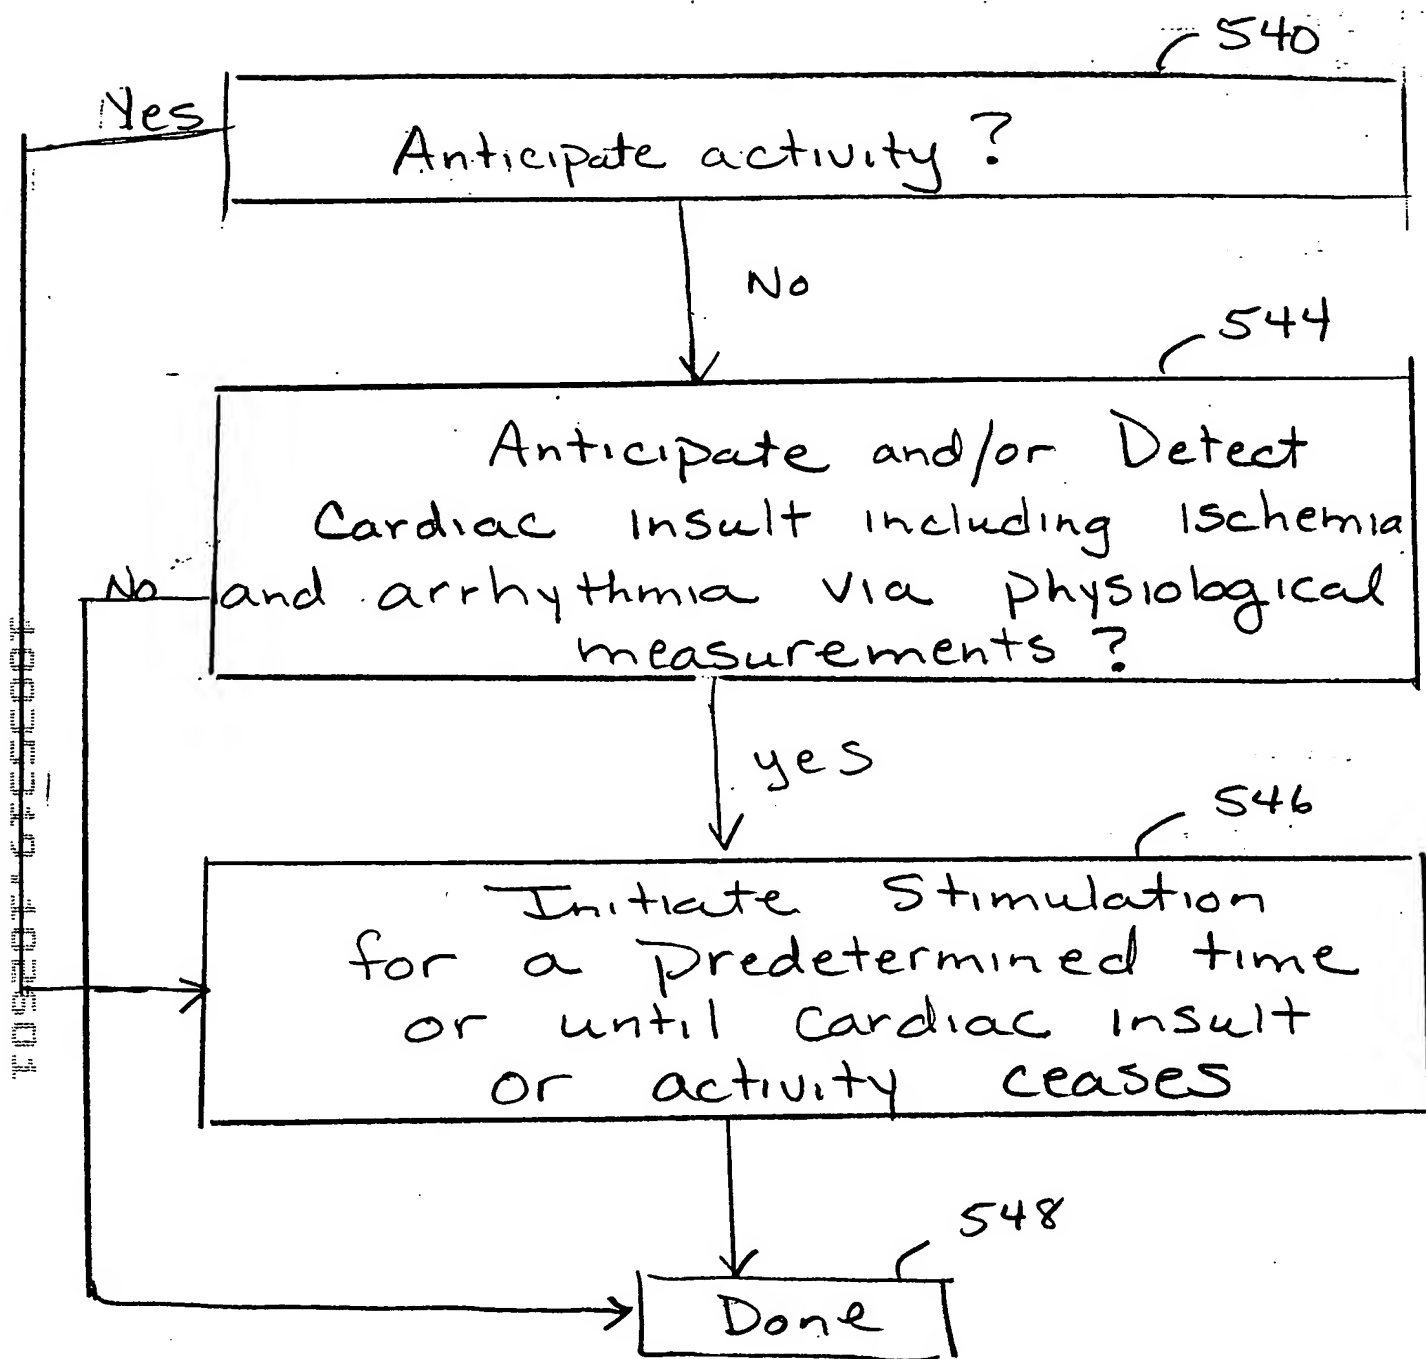 540
Yes
Anticipate activity?
No
544
Anticipate and/or Detect
Cardiac insult including ischemia
No and arrhythmia via physiological
measurements?
yes
546
Initiate Stimulation
for a predetermined time
or until cardiac insult
or activity ceases
548
Done